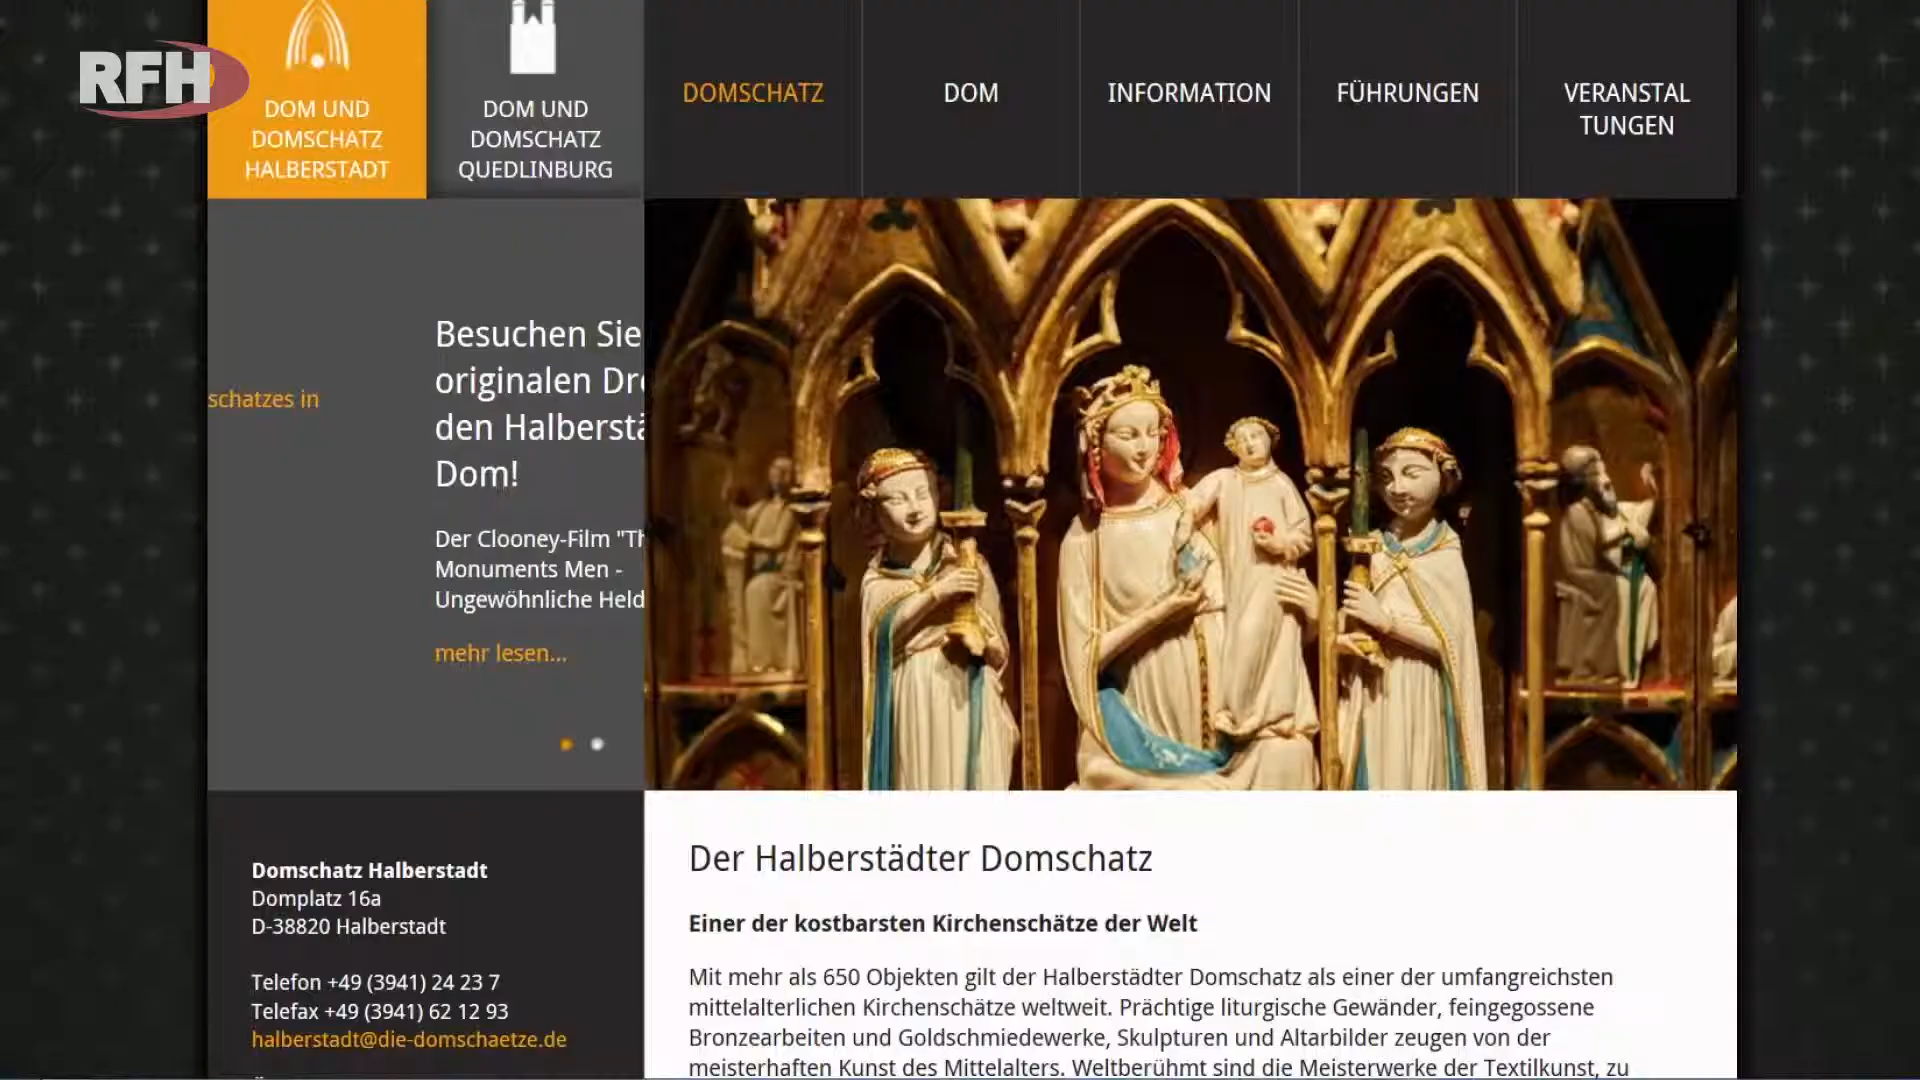 RFH
DOM UND
DOMSCHATZ
HALBERSTADT
DOM UND
DOMSCHATZ
QUEDLINBURG
DOMSCHATZ
DOM
INFORMATION
FÜHRUNGEN
VERANSTAL
TUNGEN
schatzes in
Besuchen Sie
originalen Dre
den Halberstä
Dom!
Der Clooney-Film "Th
Monuments Men -
Ungewöhnliche Held
mehr lesen...
Domschatz Halberstadt
Domplatz 16a
D-38820 Halberstadt
Telefon +49 (3941) 24 23 7
Telefax +49 (3941) 62 12 93
halberstadt@die-domschaetze.de
Der Halberstädter Domschatz
Einer der kostbarsten Kirchenschätze der Welt
Mit mehr als 650 Objekten gilt der Halberstädter Domschatz als einer der umfangreichsten
mittelalterlichen Kirchenschätze weltweit. Prächtige liturgische Gewänder, feingegossene
Bronzearbeiten und Goldschmiedewerke, Skulpturen und Altarbilder zeugen von der
meisterhaften Kunst des Mittelalters. Weltberühmt sind die Meisterwerke der Textilkunst, zu